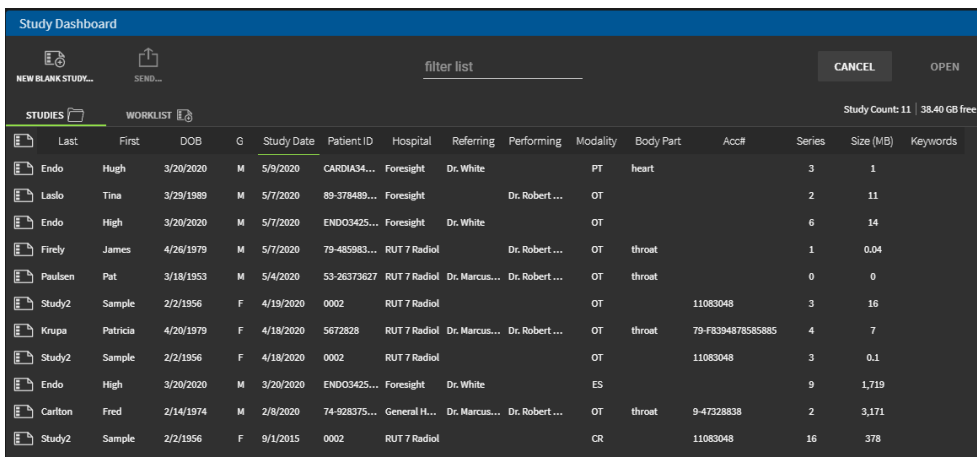 Study Dashboard
NEW BLANK STUDY... SEND... filter list CANCEL OPEN
STUDIES WORKLIST Study Count: 11 38.40 GB free
Last First DOB G Study Date Patient ID Hospital Referring Performing Modality Body Part Acc# Series Size (MB) Keywords
Endo Hugh 3/20/2020 M 5/9/2020 CARDIA34... Foresight Dr. White PT heart 3 1
Laslo Tina 3/29/1989 M 5/7/2020 89-378489... Foresight Dr. Robert ... OT 2 11
Endo High 3/20/2020 M 5/7/2020 ENDO3425... Foresight Dr. White OT 6 14
Firely James 4/26/1979 M 5/7/2020 79-485983... RUT 7 Radiol Dr. Robert ... OT throat 1 0.04
Paulsen Pat 3/18/1953 M 5/4/2020 53-26373627 RUT 7 Radiol Dr. Marcus... Dr. Robert ... OT throat 0 0
Study2 Sample 2/2/1956 F 4/19/2020 0002 RUT 7 Radiol OT 11083048 3 16
Krupa Patricia 4/20/1979 F 4/18/2020 5672828 RUT 7 Radiol Dr. Marcus... Dr. Robert ... OT throat 79-F8394878585885 4 7
Study2 Sample 2/2/1956 F 4/18/2020 0002 RUT 7 Radiol OT 11083048 3 0.1
Endo High 3/20/2020 M 3/20/2020 ENDO3425... Foresight Dr. White ES 9 1,719
Carlton Fred 2/14/1974 M 2/8/2020 74-928375... General H... Dr. Marcus... Dr. Robert ... OT throat 9-47328838 2 3,171
Study2 Sample 2/2/1956 F 9/1/2015 0002 RUT 7 Radiol CR 11083048 16 378